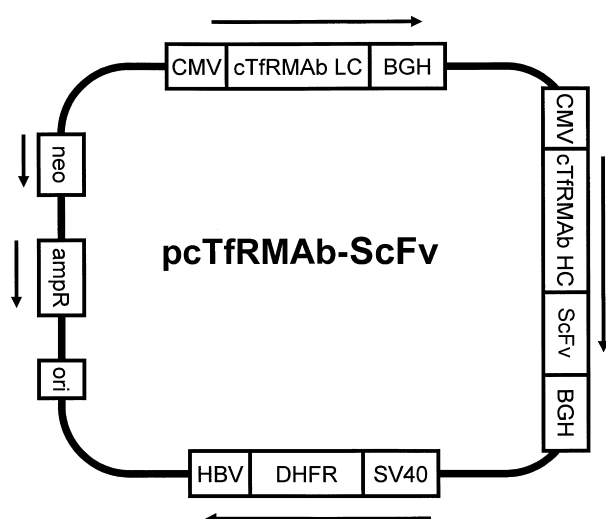 CMV cTfRMAb LC BGH
CMV
cTfRMAb HC
ScFv
BGH
neo
ampR
ori
pcTfRMAb-ScFv
HBV DHFR SV40